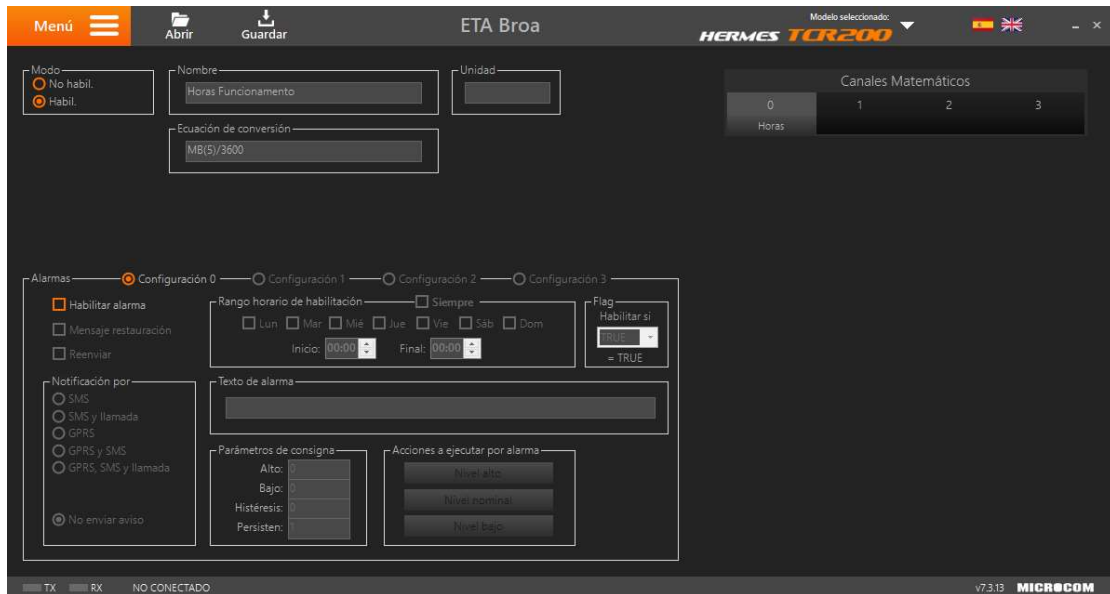 Menú
Abrir
Guardar
ETA Broa
Modelo seleccionado:
HERMES TCR200
Modo
No habil.
Habil.
Nombre
Horas Funcionamento
Unidad
Ecuación de conversión
MB(5)/3600
Canales Matemáticos
0 1 2 3
Horas
Alarmas Configuración 0 Configuración 1 Configuración 2 Configuración 3
Habilitar alarma
Mensaje restauración
Reenviar
Rango horario de habilitación Siempre
Lun Mar Mié Jue Vie Sáb Dom
Inicio: 00:00 Final: 00:00
Flag
Habilitar si
TRUE
= TRUE
Notificación por
SMS
SMS y llamada
GPRS
GPRS y SMS
GPRS, SMS y llamada
No enviar aviso
Texto de alarma
Parámetros de consigna
Alto: 0
Bajo: 0
Histéresis: 0
Persisten: 1
Acciones a ejecutar por alarma
Nivel alto
Nivel nominal
Nivel bajo
TX RX NO CONECTADO
v7.3.13 MICROCOM